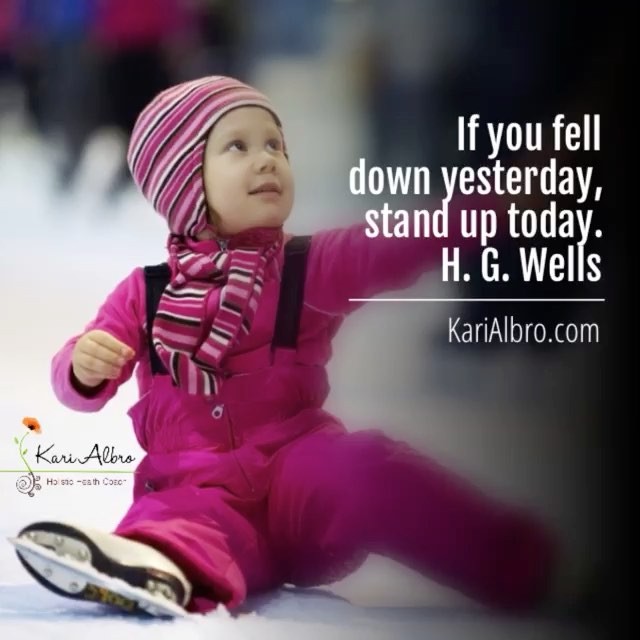 If you fell
down yesterday,
stand up today.
H. G. Wells
KariAlbro.com
Kari Albro
Holistic Health Coach